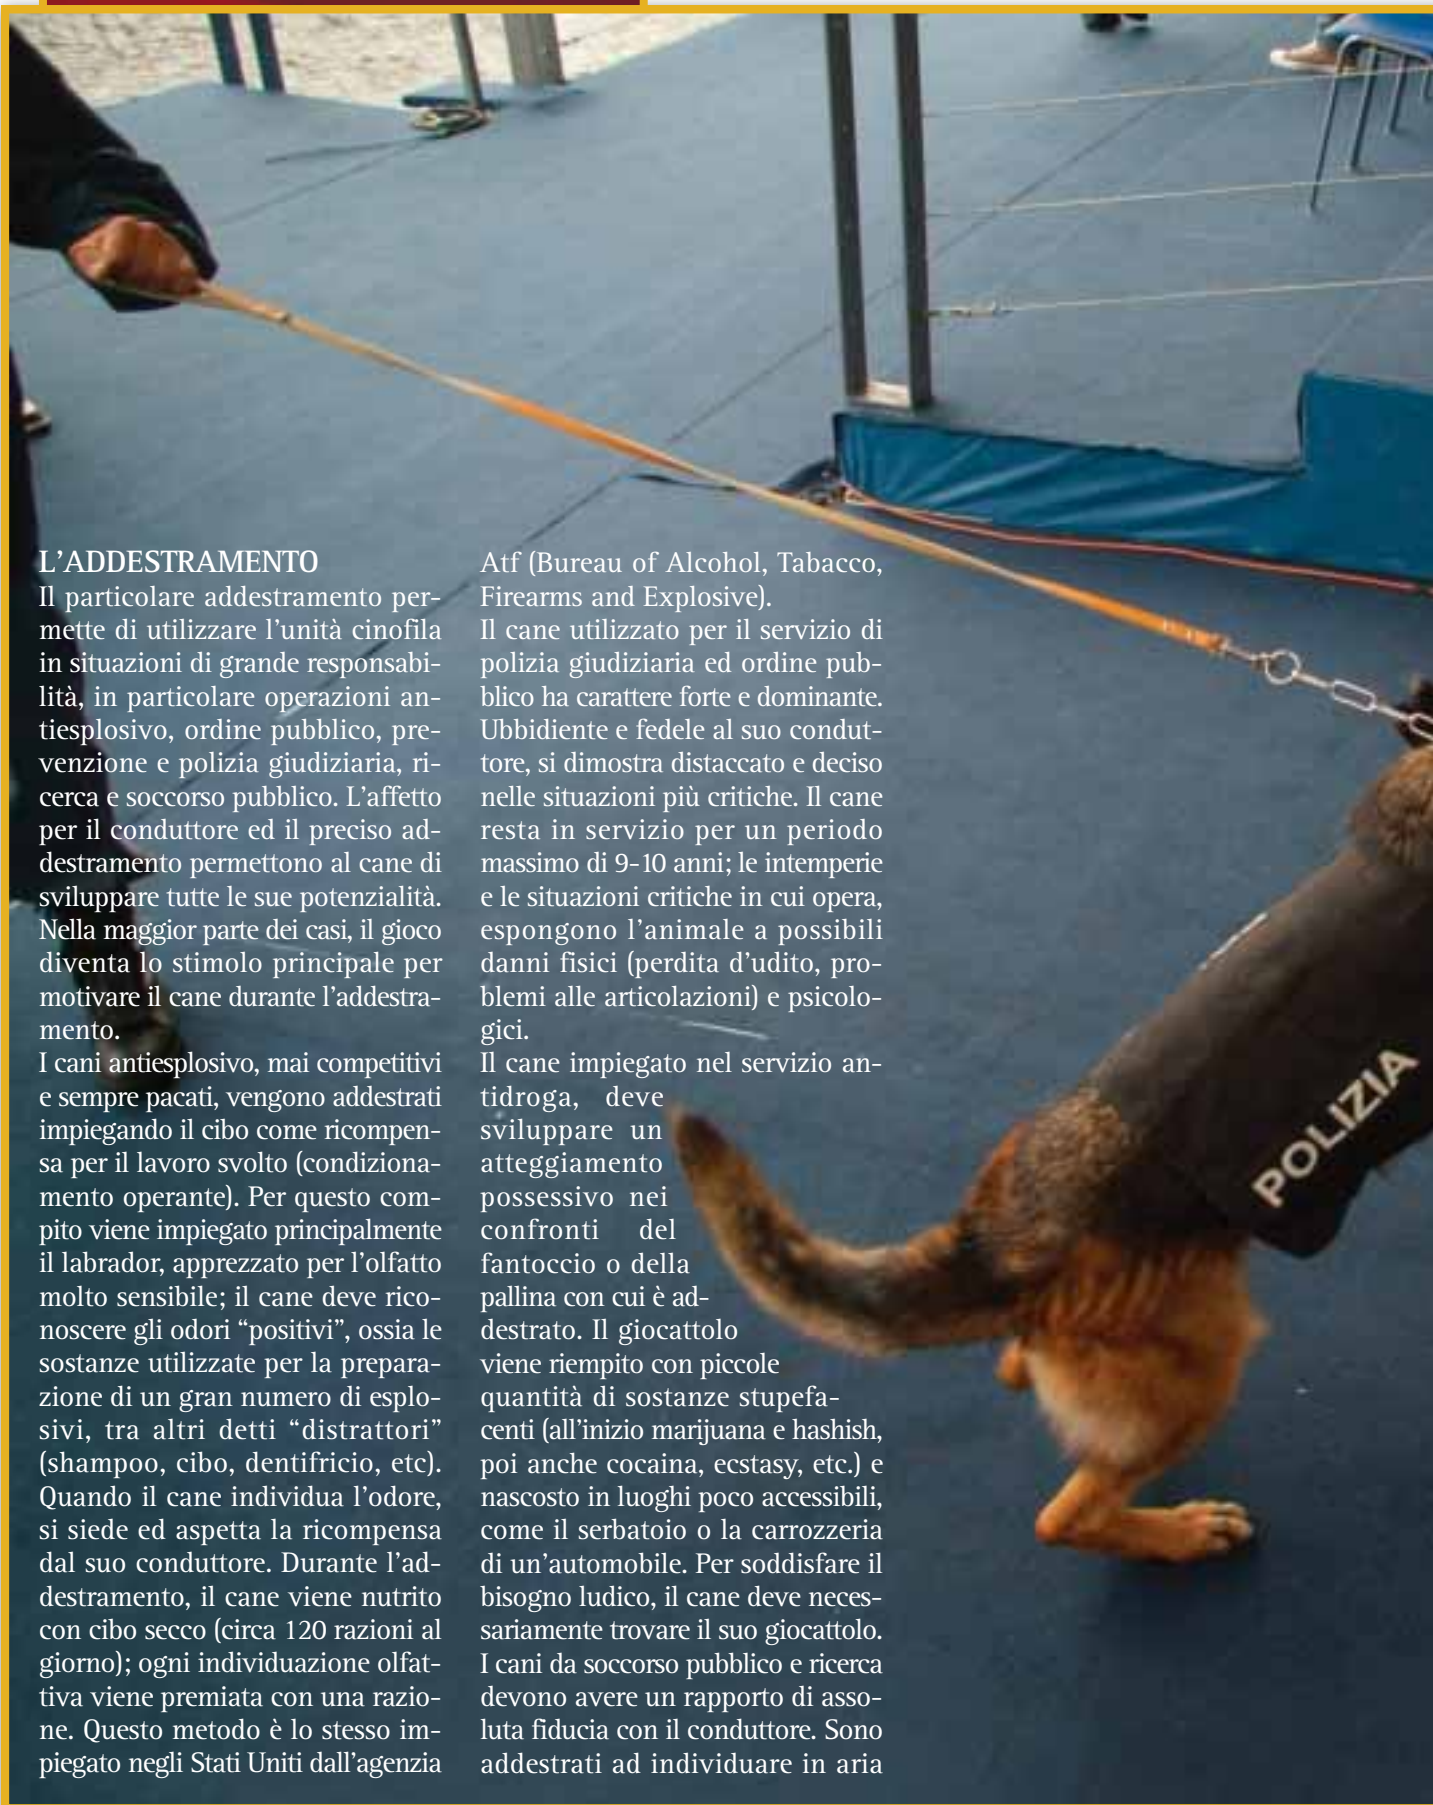 L'ADDESTRAMENTO
Il particolare addestramento per-
mette di utilizzare l'unità cinofila
in situazioni di grande responsabi-
lità, in particolare operazioni an-
tiesplosivo, ordine pubblico, pre-
venzione e polizia giudiziaria, ri-
cerca e soccorso pubblico. L'affetto
per il conduttore ed il preciso ad-
destramento permettono al cane di
sviluppare tutte le sue potenzialità.
Nella maggior parte dei casi, il gioco
diventa lo stimolo principale per
motivare il cane durante l'addestra-
mento.
I cani antiesplosivo, mai competitivi
e sempre pacati, vengono addestrati
impiegando il cibo come ricompen-
sa per il lavoro svolto (condiziona-
mento operante). Per questo com-
pito viene impiegato principalmente
il labrador, apprezzato per l'olfatto
molto sensibile; il cane deve rico-
noscere gli odori “positivi”, ossia le
sostanze utilizzate per la prepara-
zione di un gran numero di esplo-
sivi, tra altri detti “distrattori”
(shampoo, cibo, dentifricio, etc).
Quando il cane individua l'odore,
si siede ed aspetta la ricompensa
dal suo conduttore. Durante l'ad-
destramento, il cane viene nutrito
con cibo secco (circa 120 razioni al
giorno); ogni individuazione olfat-
tiva viene premiata con una razio-
ne. Questo metodo è lo stesso im-
piegato negli Stati Uniti dall'agenzia
Atf (Bureau of Alcohol, Tabacco,
Firearms and Explosive).
Il cane utilizzato per il servizio di
polizia giudiziaria ed ordine pub-
blico ha carattere forte e dominante.
Ubbidiente e fedele al suo condut-
tore, si dimostra distaccato e deciso
nelle situazioni più critiche. Il cane
resta in servizio per un periodo
massimo di 9-10 anni; le intemperie
e le situazioni critiche in cui opera,
espongono l'animale a possibili
danni fisici (perdita d'udito, pro-
blemi alle articolazioni) e psicolo-
gici.
Il cane impiegato nel servizio an-
tidroga, deve
sviluppare un
atteggiamento
possessivo nei
confronti del
fantoccio o della
pallina con cui è ad-
destrato. Il giocattolo
viene riempito con piccole
quantità di sostanze stupefa-
centi (all'inizio marijuana e hashish,
poi anche cocaina, ecstasy, etc.) e
nascosto in luoghi poco accessibili,
come il serbatoio o la carrozzeria
di un'automobile. Per soddisfare il
bisogno ludico, il cane deve neces-
sariamente trovare il suo giocattolo.
I cani da soccorso pubblico e ricerca
devono avere un rapporto di asso-
luta fiducia con il conduttore. Sono
addestrati ad individuare in aria
POLIZIA